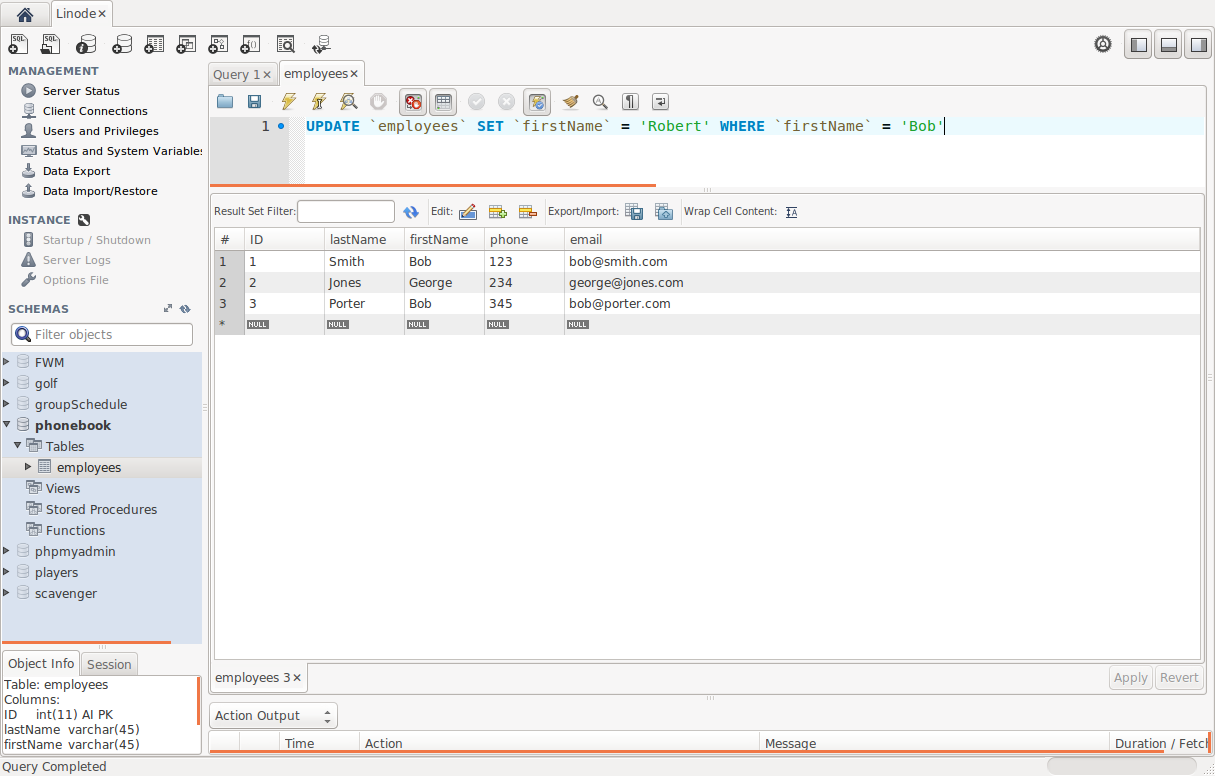 Linode×
SQL SQL
MANAGEMENT
Server Status
Client Connections
Users and Privileges
Status and System Variables
Data Export
Data Import/Restore
INSTANCE
Startup / Shutdown
Server Logs
Options File
SCHEMAS
Filter objects
FWM
golf
groupSchedule
phonebook
Tables
employees
Views
Stored Procedures
Functions
phpmyadmin
players
scavenger
Object Info Session
Table: employees
Columns:
ID int(11) AI PK
lastName varchar(45)
firstName varchar(45)
Query Completed
Query 1× employees×
1 UPDATE `employees` SET `firstName` = 'Robert' WHERE `firstName` = 'Bob'
Result Set Filter: Edit: Export/Import: Wrap Cell Content: IA
# ID lastName firstName phone email
1 1 Smith Bob 123 bob@smith.com
2 2 Jones George 234 george@jones.com
3 3 Porter Bob 345 bob@porter.com
* NULL NULL NULL NULL NULL
employees 3× Apply Revert
Action Output
Time Action Message Duration / Fetch